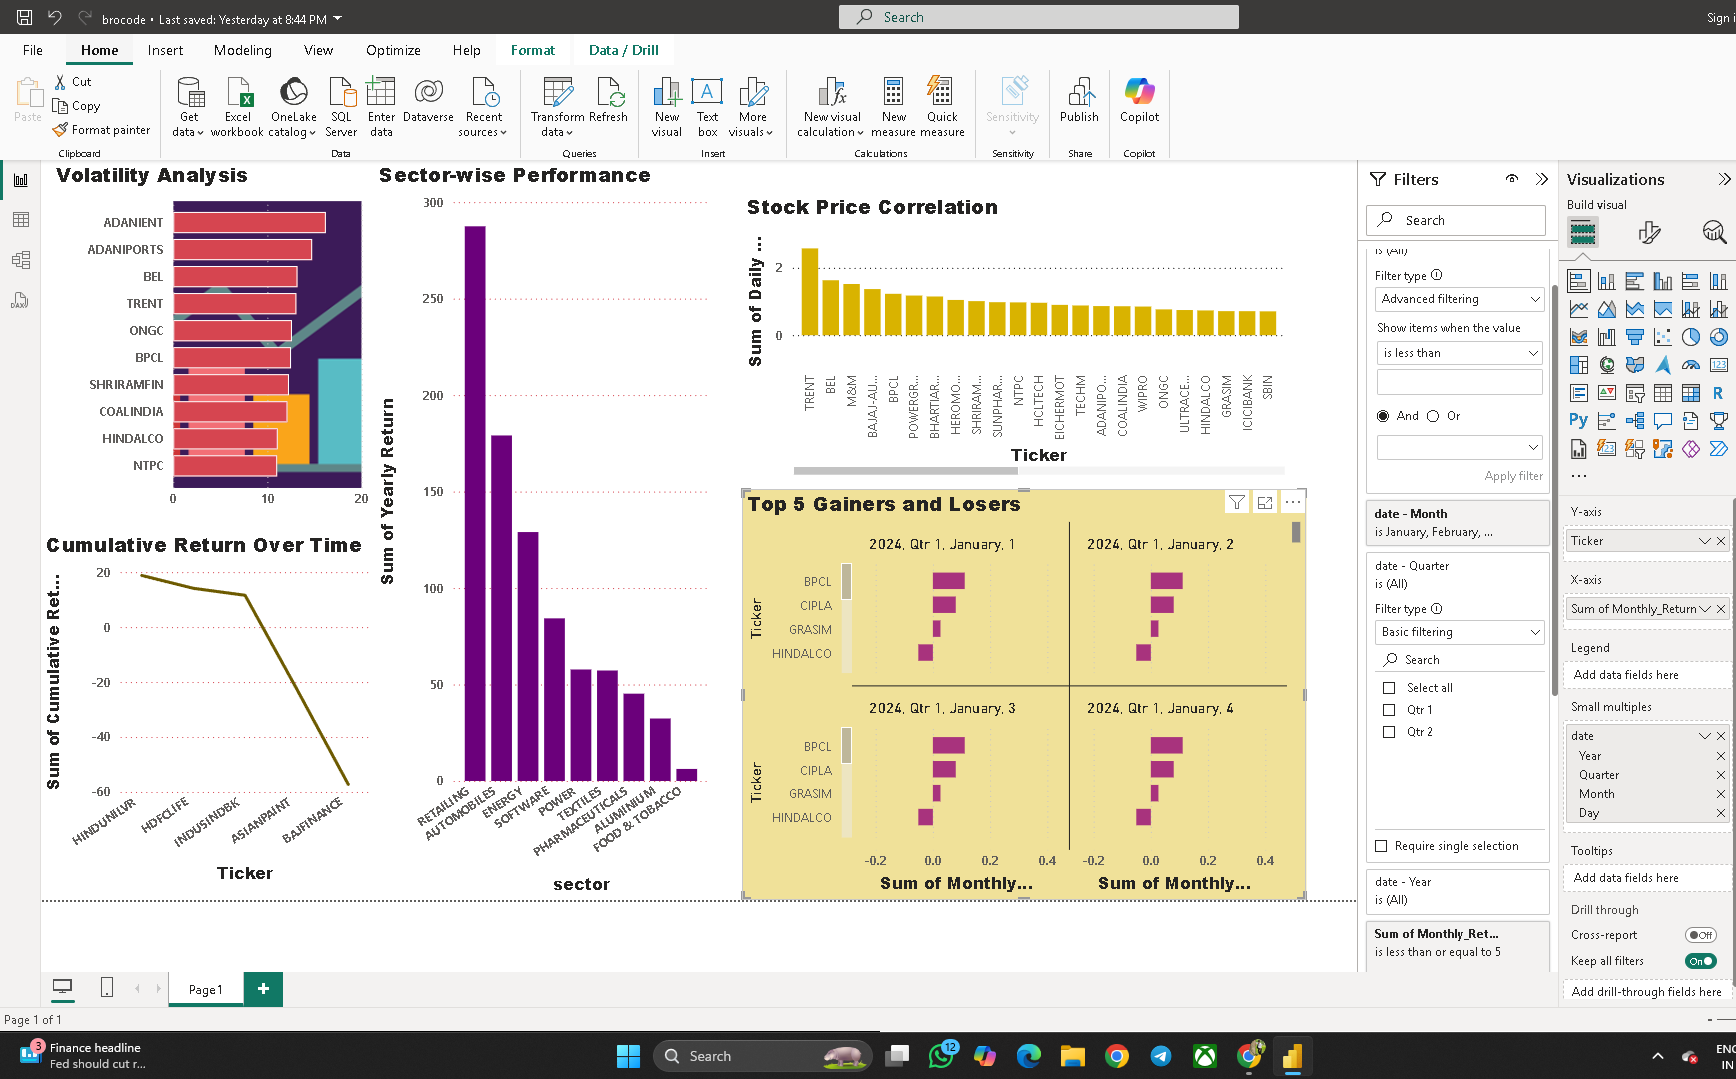 brocode • Last saved: Yesterday at 8:44 PM
Search
Sign i
File Home Insert Modeling View Optimize Help Format Data / Drill
Paste
Cut
Copy
Format painter
Get data
Excel workbook
OneLake catalog
SQL Server
Enter data
Dataverse
Recent sources
Transform data
Refresh
New visual
Text box
More visuals
New visual calculation
New measure
Quick measure
Sensitivity
Publish
Copilot
Clipboard
Data
Queries
Insert
Calculations
Sensitivity
Share
Copilot
Volatility Analysis
ADANIENT
ADANIPORTS
BEL
TRENT
ONGC
BPCL
SHRIRAMFIN
COALINDIA
HINDALCO
NTPC
0 10 20
Cumulative Return Over Time
Sum of Cumulative Ret...
20
0
-20
-40
-60
HINDUNILVR
HDFCLIFE
INDUSINDBK
ASIANPAINT
BAJFINANCE
Ticker
Sector-wise Performance
Sum of Yearly Return
300
250
200
150
100
50
0
RETAILING
AUTOMOBILES
ENERGY
SOFTWARE
POWER
TEXTILES
PHARMACEUTICALS
ALUMINIUM
FOOD & TOBACCO
sector
Stock Price Correlation
Sum of Daily ...
2
0
TRENT
BEL
M&M
BAJAJ-AU...
BPCL
POWERGR...
BHARTIAR...
HEROMO...
SHRIRAM...
SUNPHAR...
NTPC
HCLTECH
EICHERMOT
TECHM
ADANIPO...
COALINDIA
WIPRO
ONGC
ULTRACE...
HINDALCO
GRASIM
ICICIBANK
SBIN
Ticker
Top 5 Gainers and Losers
2024, Qtr 1, January, 1
2024, Qtr 1, January, 2
Ticker
BPCL
CIPLA
GRASIM
HINDALCO
2024, Qtr 1, January, 3
2024, Qtr 1, January, 4
Ticker
BPCL
CIPLA
GRASIM
HINDALCO
-0.2 0.0 0.2 0.4
-0.2 0.0 0.2 0.4
Sum of Monthly...
Sum of Monthly...
Filters
Search
is (All)
Filter type
Advanced filtering
Show items when the value
is less than
And Or
Apply filter
date - Month
is January, February, ...
date - Quarter
is (All)
Filter type
Basic filtering
Search
Select all
Qtr 1
Qtr 2
Require single selection
date - Year
is (All)
Sum of Monthly_Ret...
is less than or equal to 5
Visualizations
Build visual
123
R
Py
123
...
Y-axis
Ticker
X-axis
Sum of Monthly_Return
Legend
Add data fields here
Small multiples
date
Year
Quarter
Month
Day
Tooltips
Add data fields here
Drill through
Cross-report
Off
Keep all filters
On
Add drill-through fields here
DAX
Page1
Page 1 of 1
3
Finance headline
Fed should cut r...
Search
12
ENG
IN